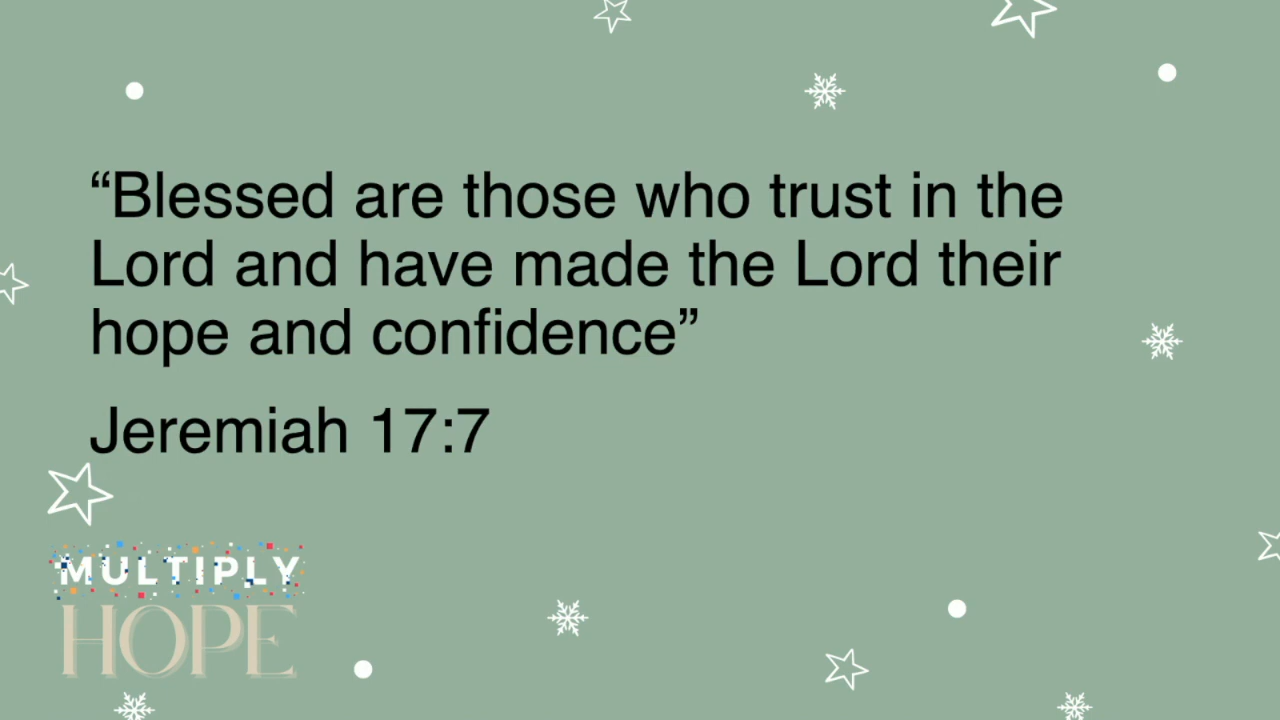 “Blessed are those who trust in the
Lord and have made the Lord their
hope and confidence”
Jeremiah 17:7
MULTIPLY
HOPE